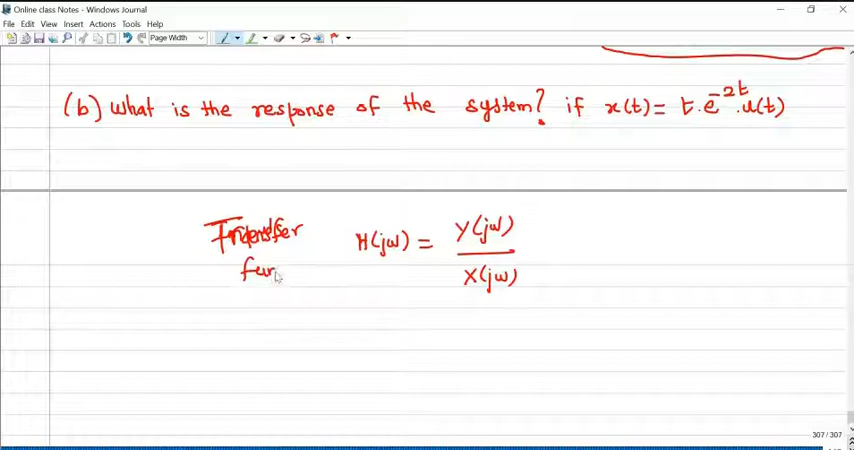 Online class Notes - Windows Journal
File Edit View Insert Actions Tools Help
Page Width
(b) What is the response of the system? if x(t) = t.e^{-2t}.u(t)
Transfer H(jω) = Y(jω) / X(jω)
fun
307 / 307